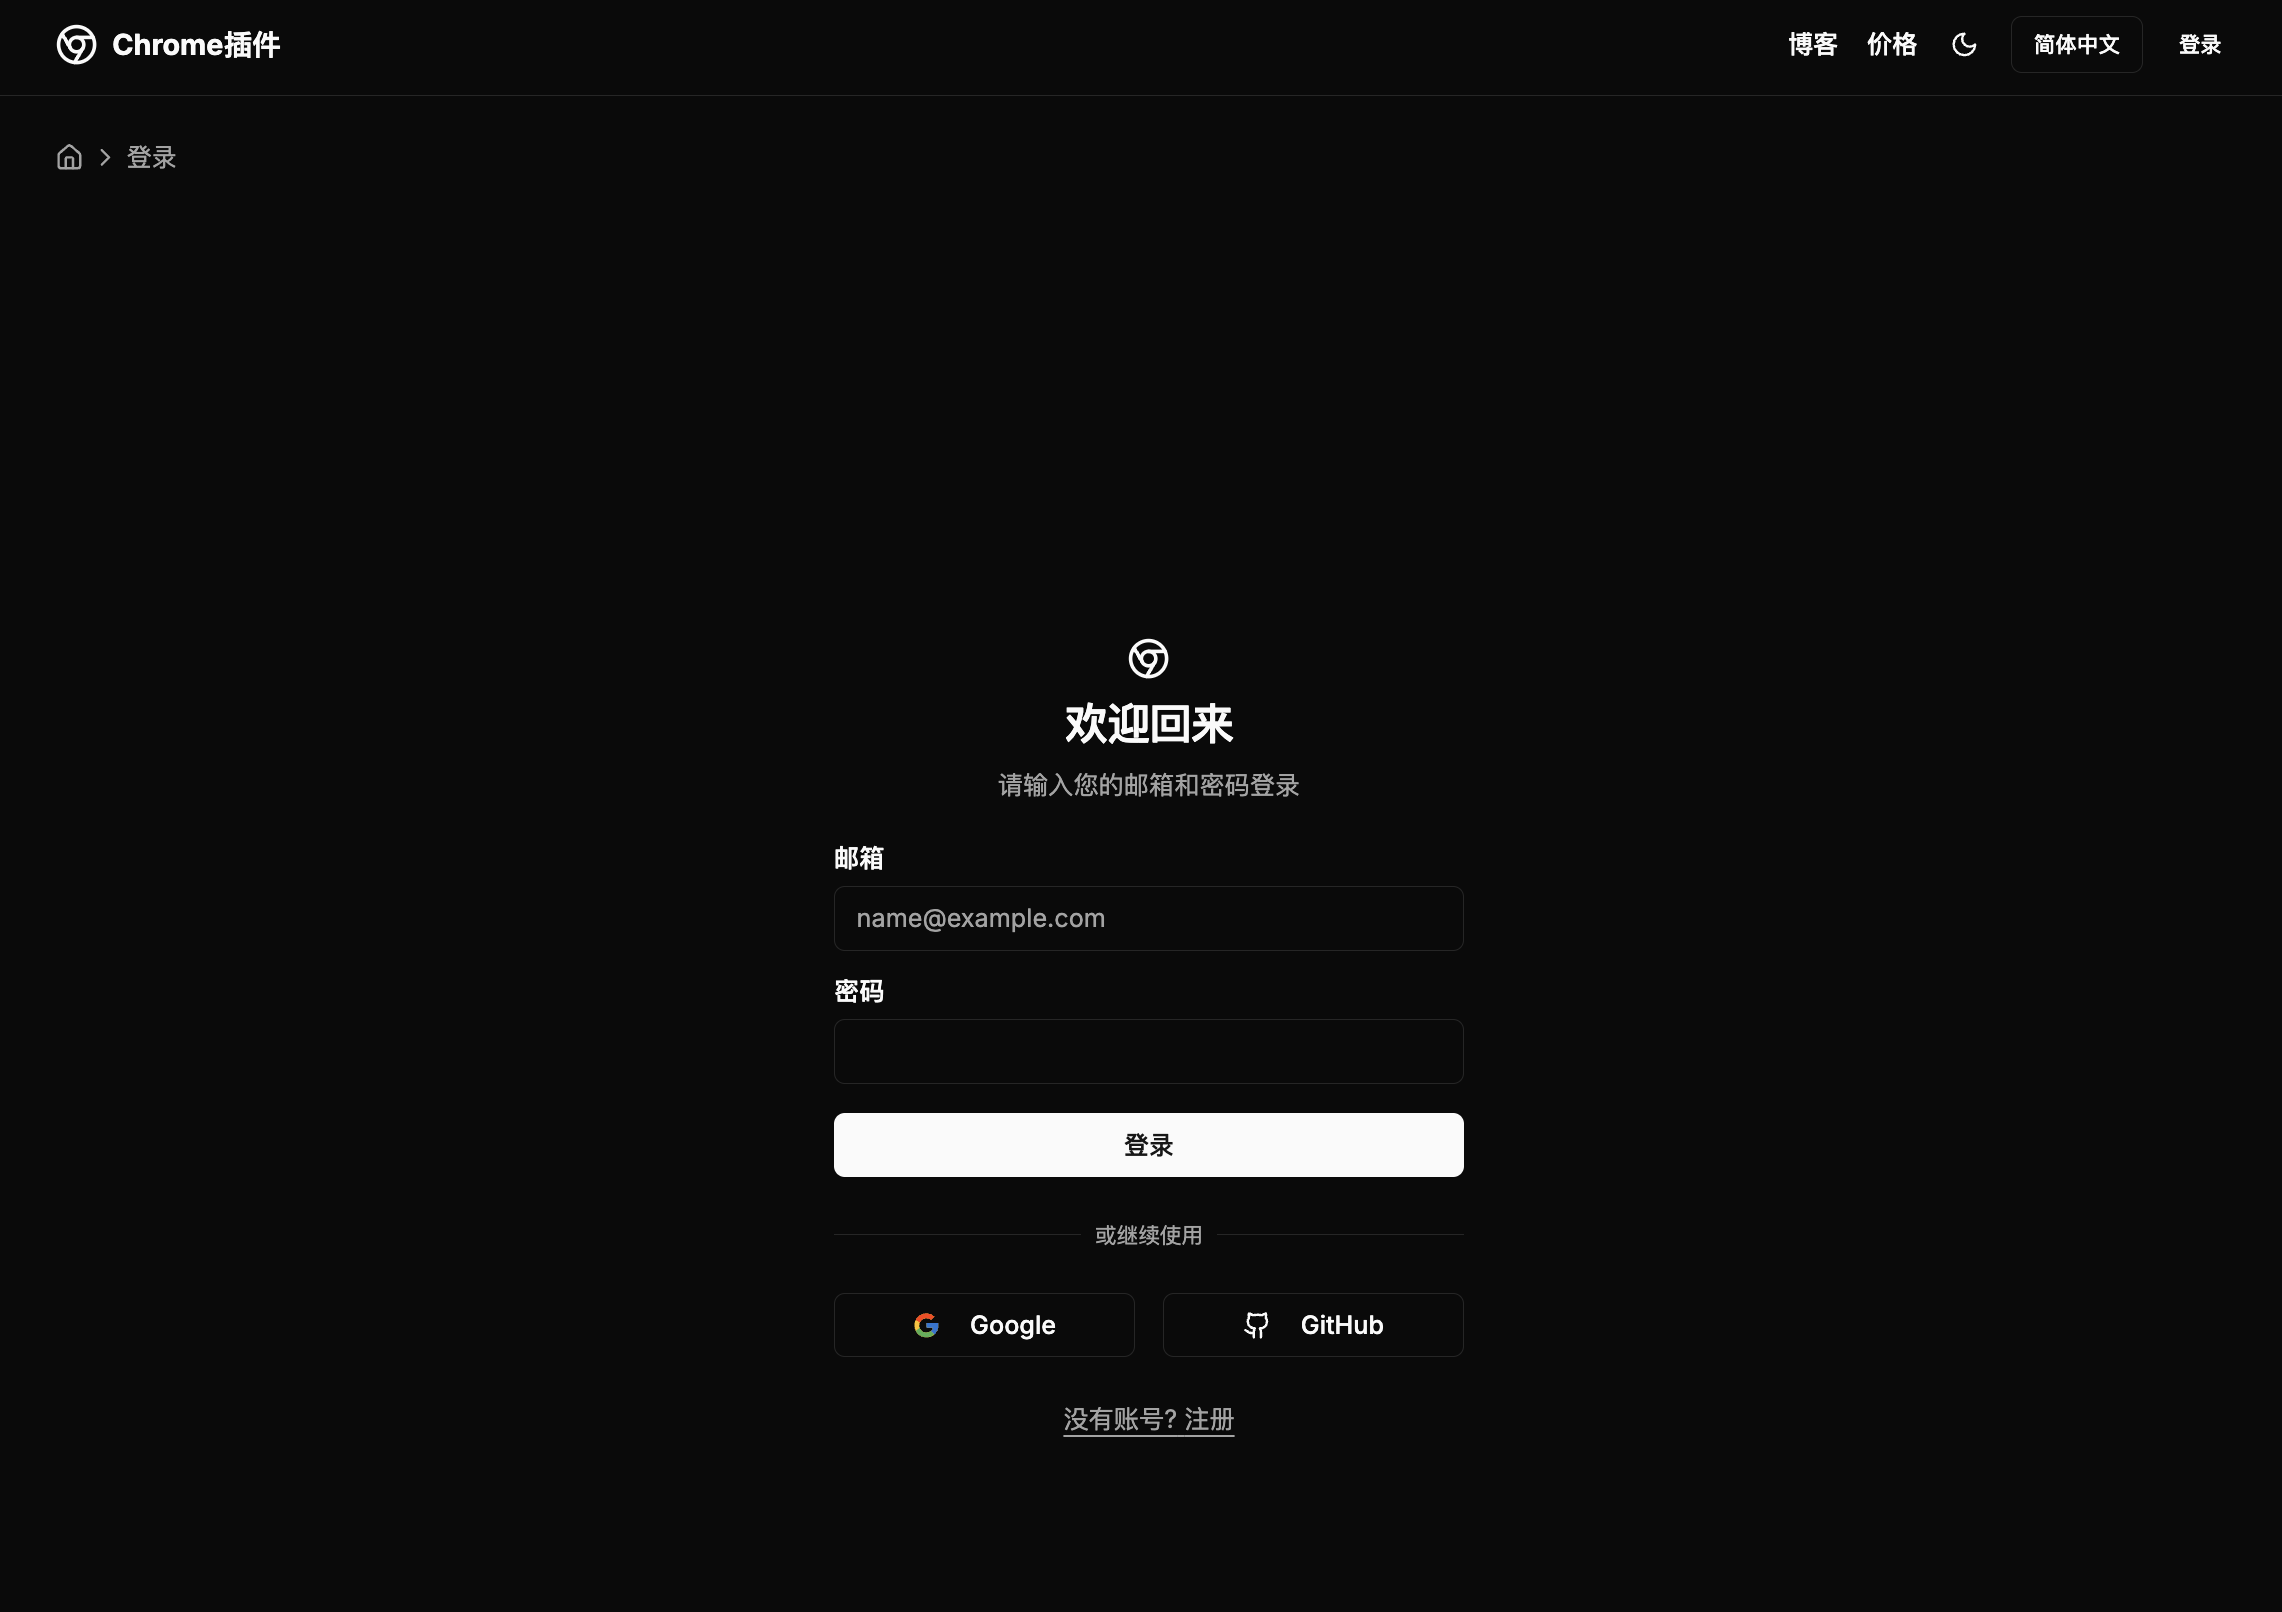 Chrome插件
博客 价格 简体中文 登录
登录
欢迎回来
请输入您的邮箱和密码登录
邮箱
name@example.com
密码
登录
或继续使用
Google GitHub
没有账号? 注册